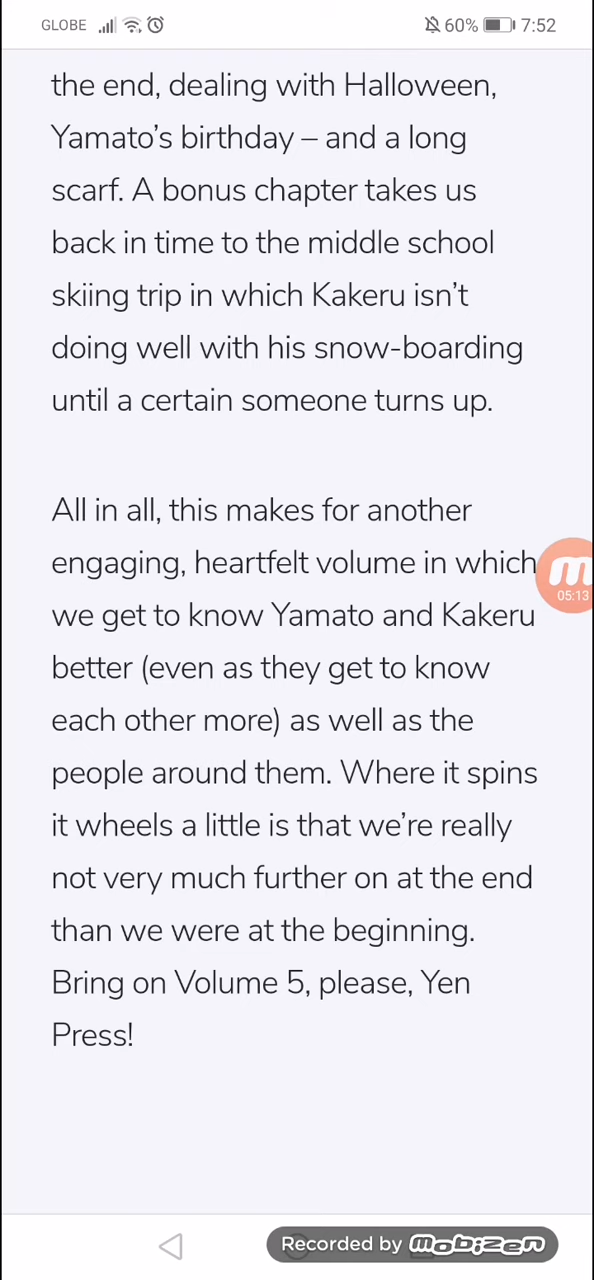 GLOBE 60% 7:52
the end, dealing with Halloween,
Yamato’s birthday – and a long
scarf. A bonus chapter takes us
back in time to the middle school
skiing trip in which Kakeru isn’t
doing well with his snow-boarding
until a certain someone turns up.
All in all, this makes for another
engaging, heartfelt volume in which
we get to know Yamato and Kakeru
better (even as they get to know
each other more) as well as the
people around them. Where it spins
it wheels a little is that we’re really
not very much further on at the end
than we were at the beginning.
Bring on Volume 5, please, Yen
Press!
m
05:13
Recorded by mobizen